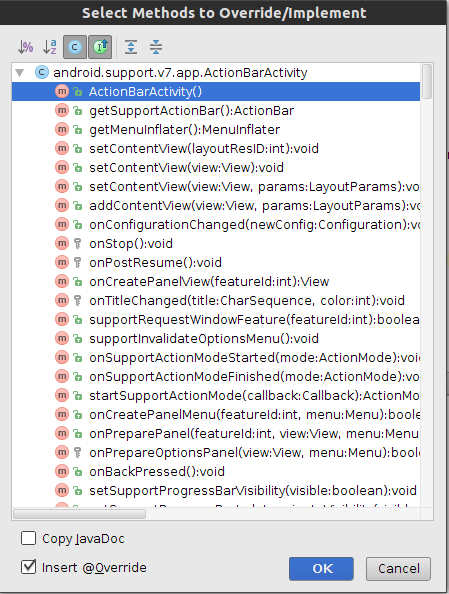 Select Methods to Override/Implement
android.support.v7.app.ActionBarActivity
ActionBarActivity()
getSupportActionBar():ActionBar
getMenuInflater():MenuInflater
setContentView(layoutResID:int):void
setContentView(view:View):void
setContentView(view:View, params:LayoutParams):vo
addContentView(view:View, params:LayoutParams):vo
onConfigurationChanged(newConfig:Configuration):vo
onStop():void
onPostResume():void
onCreatePanelView(featureId:int):View
onTitleChanged(title:CharSequence, color:int):void
supportRequestWindowFeature(featureId:int):boolea
supportInvalidateOptionsMenu():void
onSupportActionModeStarted(mode:ActionMode):voi
onSupportActionModeFinished(mode:ActionMode):vo
startSupportActionMode(callback:Callback):ActionMo
onCreatePanelMenu(featureId:int, menu:Menu):boole
onPreparePanel(featureId:int, view:View, menu:Menu
onPrepareOptionsPanel(view:View, menu:Menu):bool
onBackPressed():void
setSupportProgressBarVisibility(visible:boolean):void
Copy JavaDoc
Insert @Override
OK
Cancel